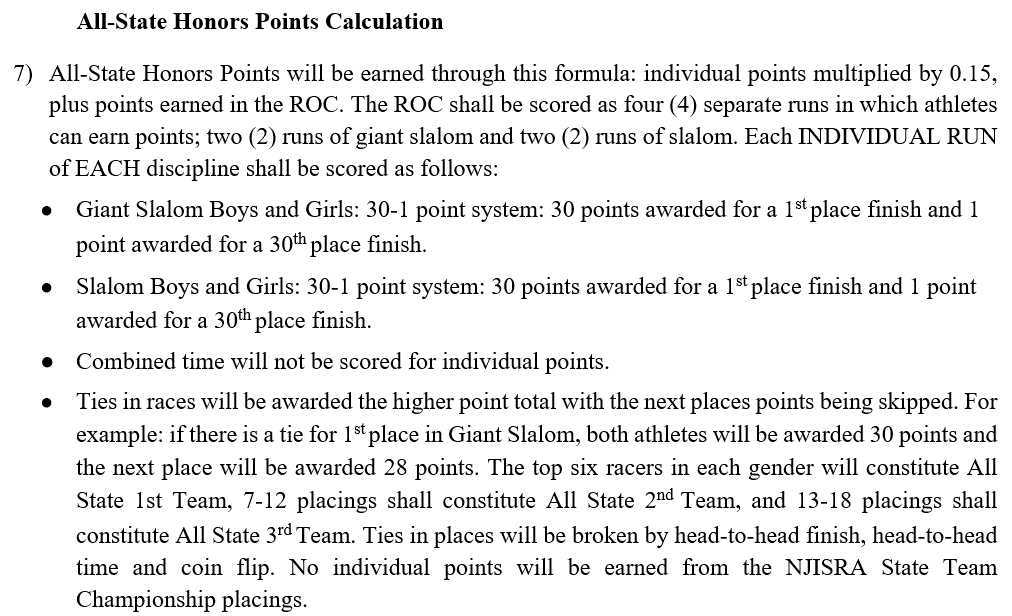 All-State Honors Points Calculation
7) All-State Honors Points will be earned through this formula: individual points multiplied by 0.15,
plus points earned in the ROC. The ROC shall be scored as four (4) separate runs in which athletes
can earn points; two (2) runs of giant slalom and two (2) runs of slalom. Each INDIVIDUAL RUN
of EACH discipline shall be scored as follows:
● Giant Slalom Boys and Girls: 30-1 point system: 30 points awarded for a 1st place finish and 1
point awarded for a 30th place finish.
● Slalom Boys and Girls: 30-1 point system: 30 points awarded for a 1st place finish and 1 point
awarded for a 30th place finish.
● Combined time will not be scored for individual points.
● Ties in races will be awarded the higher point total with the next places points being skipped. For
example: if there is a tie for 1st place in Giant Slalom, both athletes will be awarded 30 points and
the next place will be awarded 28 points. The top six racers in each gender will constitute All
State 1st Team, 7-12 placings shall constitute All State 2nd Team, and 13-18 placings shall
constitute All State 3rd Team. Ties in places will be broken by head-to-head finish, head-to-head
time and coin flip. No individual points will be earned from the NJISRA State Team
Championship placings.